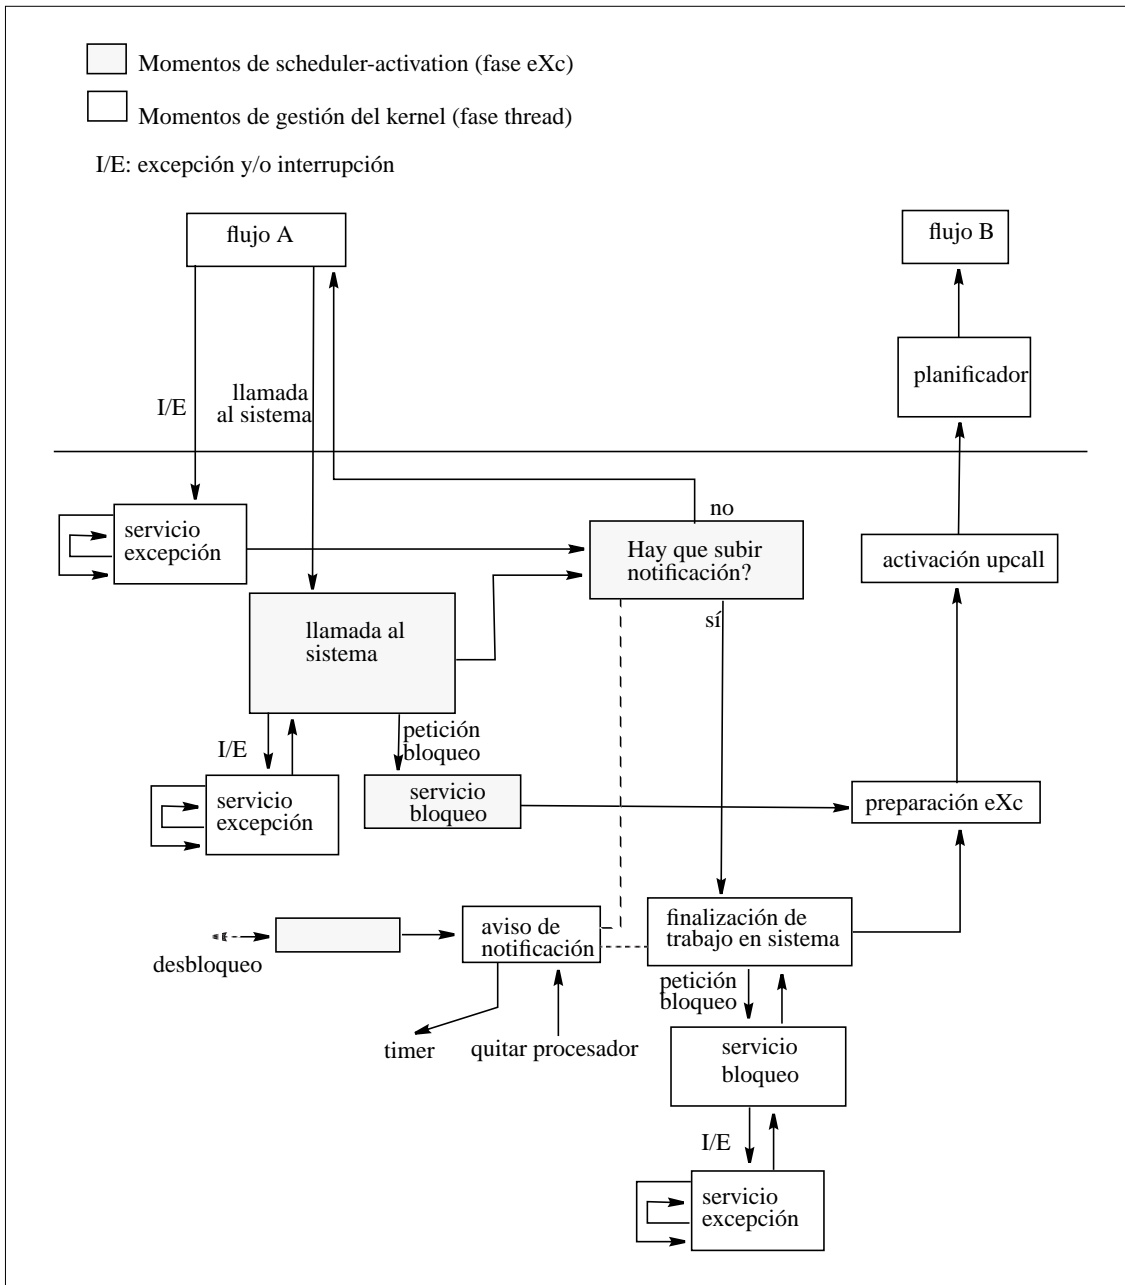 Momentos de scheduler-activation (fase eXc)
Momentos de gestión del kernel (fase thread)
I/E: excepción y/o interrupción
flujo A
flujo B
planificador
llamada
al sistema
I/E
no
servicio
excepción
Hay que subir
notificación?
activación upcall
sí
llamada al
sistema
petición
bloqueo
I/E
servicio
excepción
servicio
bloqueo
preparación eXc
aviso de
notificación
finalización de
trabajo en sistema
desbloqueo
petición
bloqueo
timer
quitar procesador
servicio
bloqueo
I/E
servicio
excepción